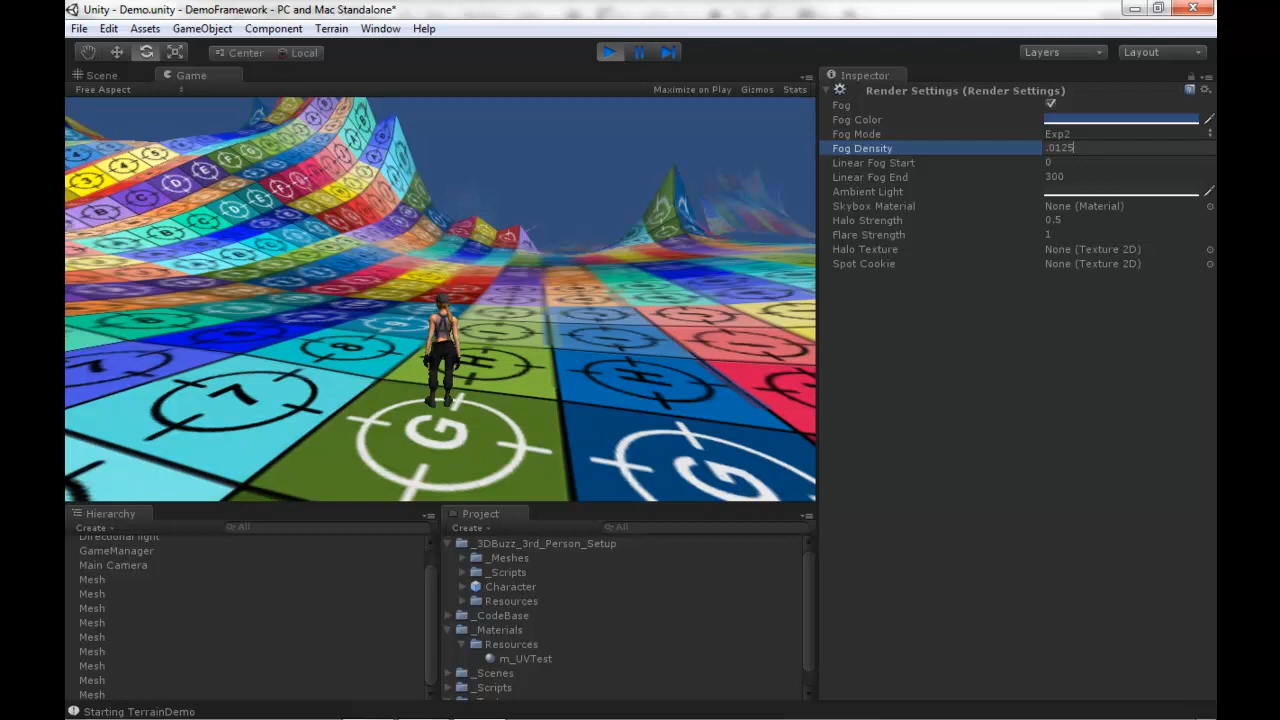 Unity - Demo.unity - DemoFramework - PC and Mac Standalone*
File Edit Assets GameObject Component Terrain Window Help
Center Local
Layers Layout
Scene Game
Free Aspect
Maximize on Play Gizmos Stats
Inspector
Render Settings (Render Settings)
Fog
Fog Color
Fog Mode Exp2
Fog Density .0125
Linear Fog Start 0
Linear Fog End 300
Ambient Light
Skybox Material None (Material)
Halo Strength 0.5
Flare Strength 1
Halo Texture None (Texture 2D)
Spot Cookie None (Texture 2D)
7
8
H
I
H
7
G
G
Hierarchy
Create All
Directional light
GameManager
Main Camera
Mesh
Mesh
Mesh
Mesh
Mesh
Mesh
Mesh
Mesh
Mesh
Project
Create All
_3DBuzz_3rd_Person_Setup
_Meshes
_Scripts
Character
Resources
_CodeBase
_Materials
Resources
m_UVTest
_Scenes
_Scripts
Starting TerrainDemo